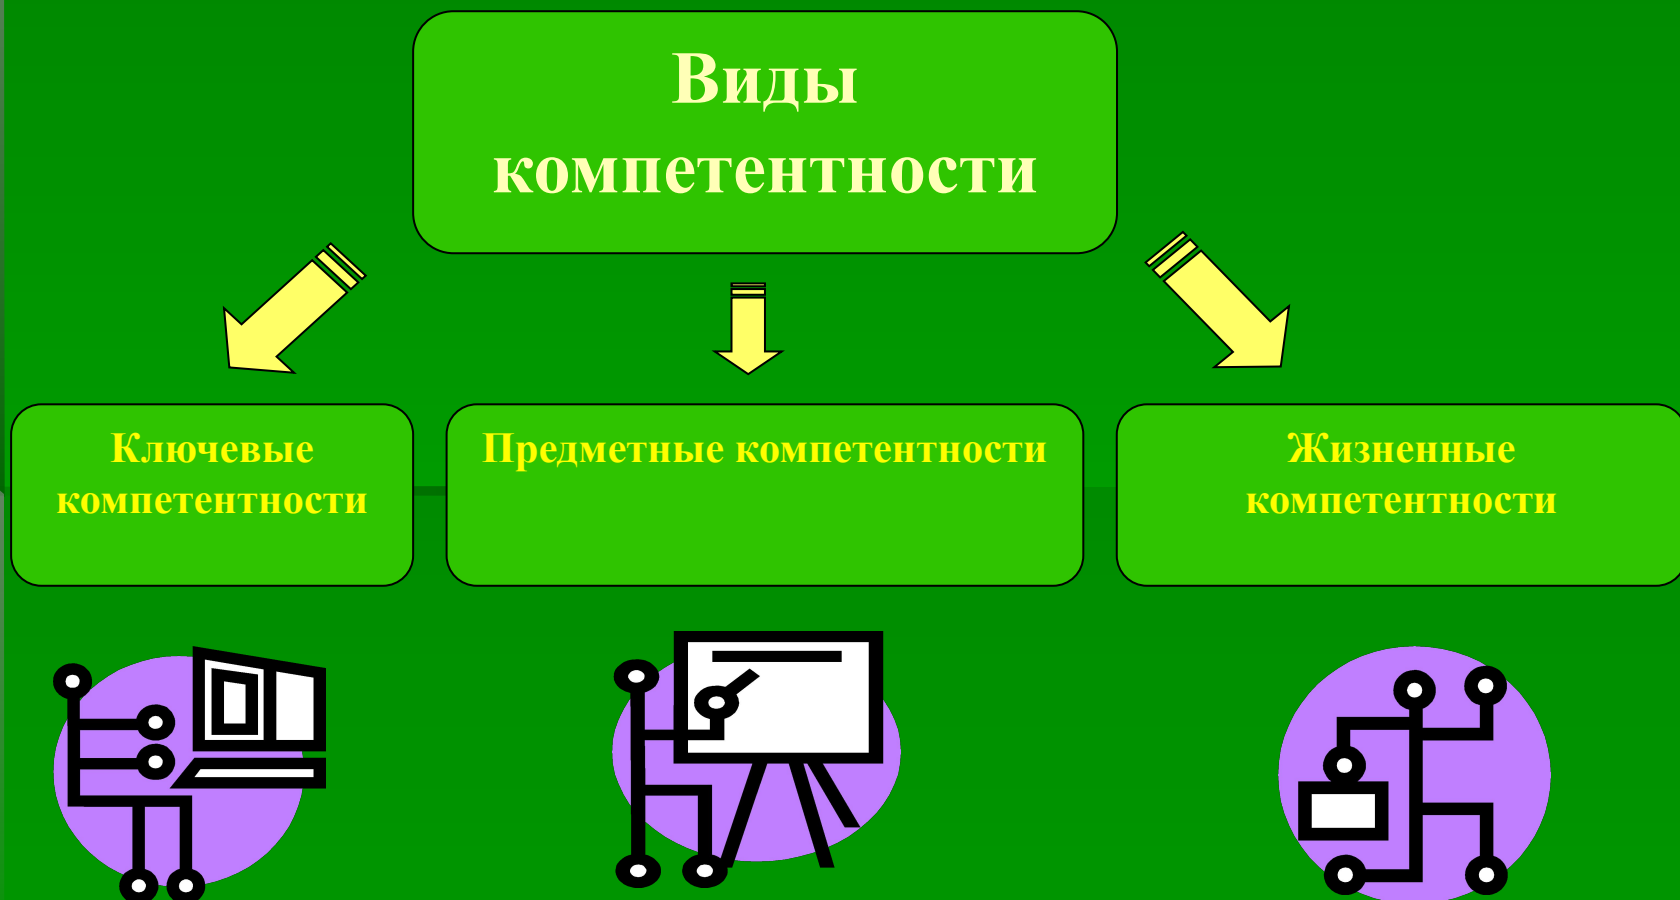 Виды
компетентности
Ключевые
компетентности
Предметные компетентности
Жизненные
компетентности